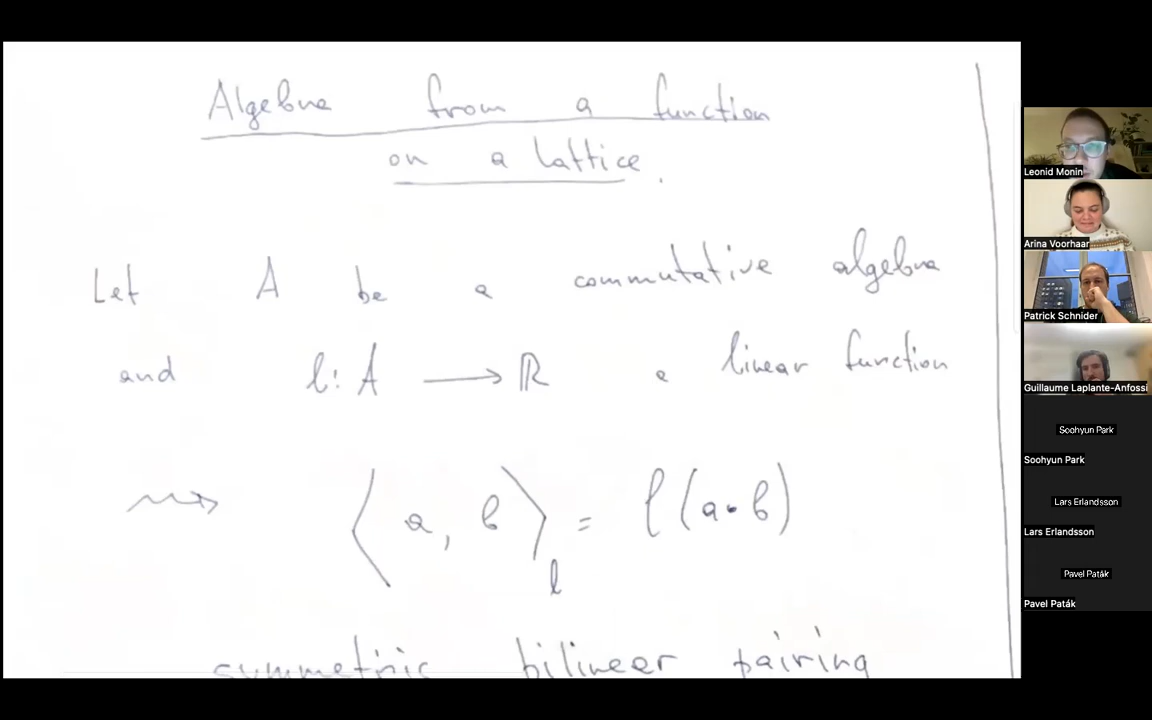 Algebra from a function
on a lattice.
Let A be a commutative algebra
and l: A ⟶ ℝ a linear function
⇝ ⟨a, b⟩_l = l(a·b)
symmetric bilinear pairing
Leonid Monin
Arina Voorhaar
Patrick Schnider
Guillaume Laplante-Anfossi
Soohyun Park
Soohyun Park
Lars Erlandsson
Lars Erlandsson
Pavel Paták
Pavel Paták